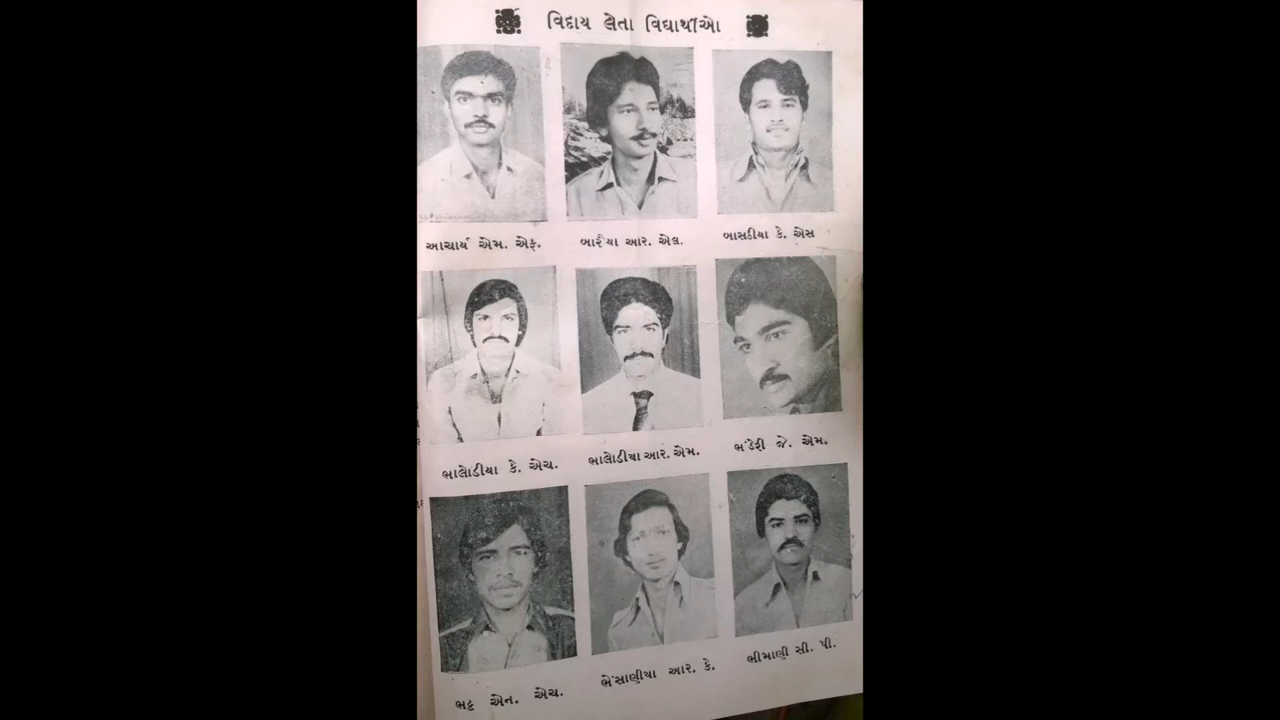 વિદાય લેતા વિદ્યાર્થીઓ
આચાર્ય એમ. એફ.
બારૈયા આર. એલ.
બાસડીયા કે. એસ
ભાલોડીયા કે. એચ.
ભાલોડીયા આર. એમ.
ભંડેરી જે. એમ.
ભટ્ટ એન. એચ.
ભેંસાણીયા આર. કે.
ભીમાણી સી. પી.